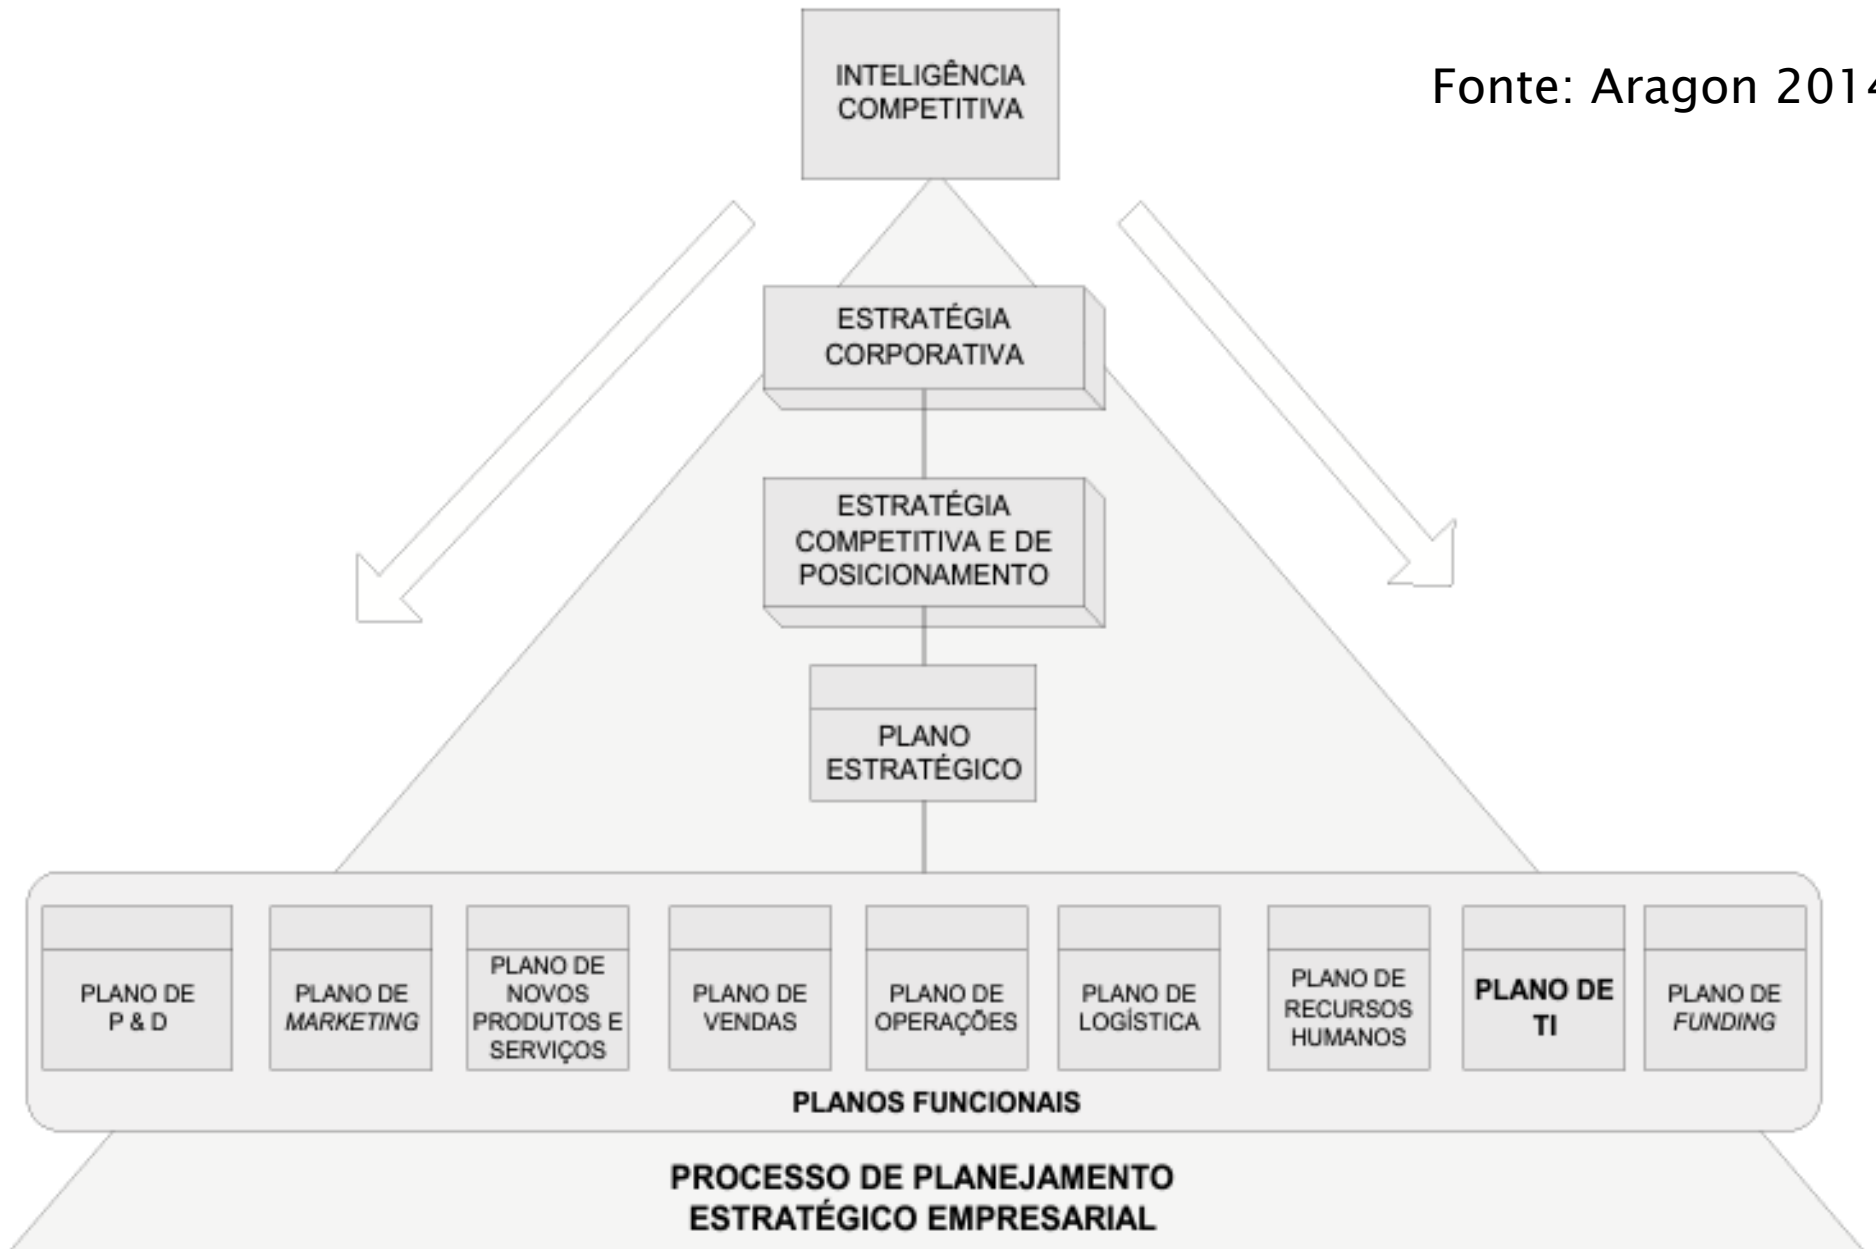 INTELIGÊNCIA
COMPETITIVA
Fonte: Aragon 2014
ESTRATÉGIA
CORPORATIVA
ESTRATÉGIA
COMPETITIVA E DE
POSICIONAMENTO
PLANO
ESTRATÉGICO
PLANO DE
P & D
PLANO DE
MARKETING
PLANO DE
NOVOS
PRODUTOS E
SERVIÇOS
PLANO DE
VENDAS
PLANO DE
OPERAÇÕES
PLANO DE
LOGÍSTICA
PLANO DE
RECURSOS
HUMANOS
PLANO DE
TI
PLANO DE
FUNDING
PLANOS FUNCIONAIS
PROCESSO DE PLANEJAMENTO
ESTRATÉGICO EMPRESARIAL